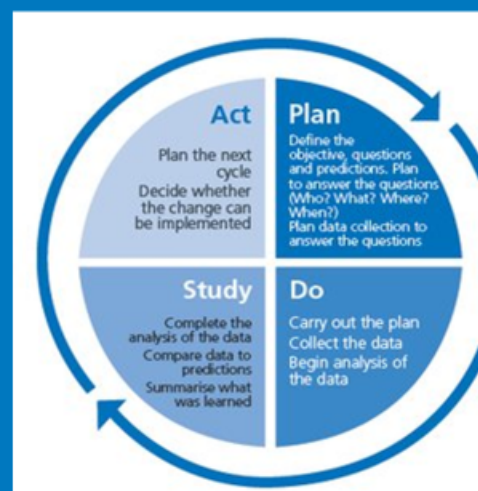 Act
Plan the next
cycle
Decide whether
the change can
be implemented
Plan
Define the
objective, questions
and predictions. Plan
to answer the questions
(Who? What? Where?
When?)
Plan data collection to
answer the questions
Study
Complete the
analysis of the data
Compare data to
predictions
Summarise what
was learned
Do
Carry out the plan
Collect the data
Begin analysis of
the data